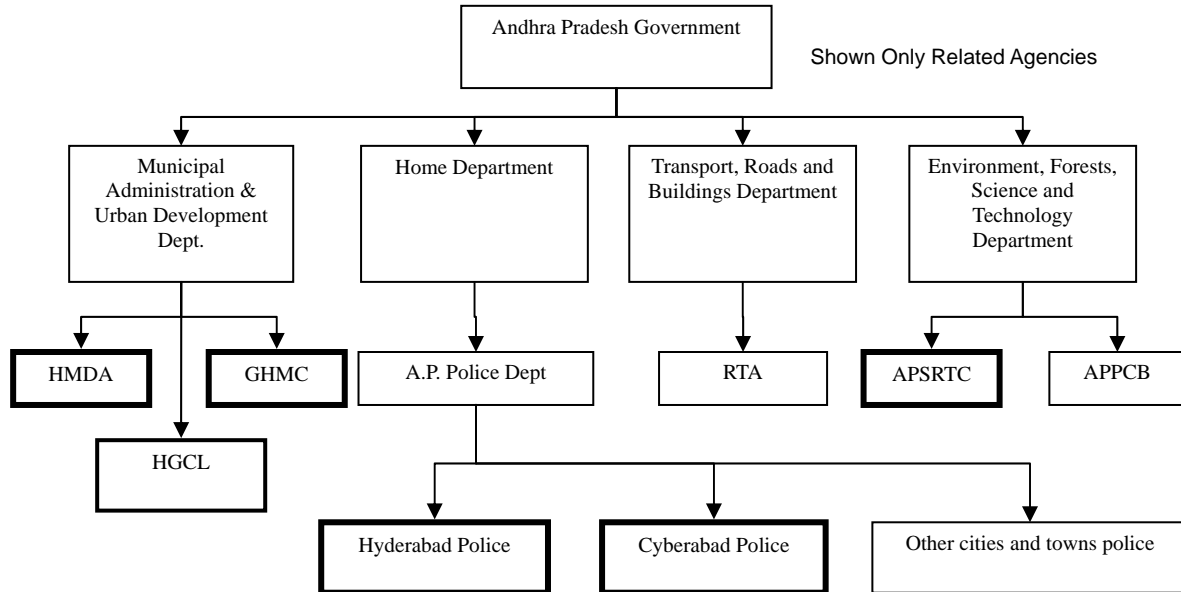 Andhra Pradesh Government
Shown Only Related Agencies
Municipal
Administration &
Urban Development
Dept.
Home Department
Transport, Roads and
Buildings Department
Environment, Forests,
Science and
Technology
Department
HMDA
GHMC
A.P. Police Dept
RTA
APSRTC
APPCB
HGCL
Hyderabad Police
Cyberabad Police
Other cities and towns police